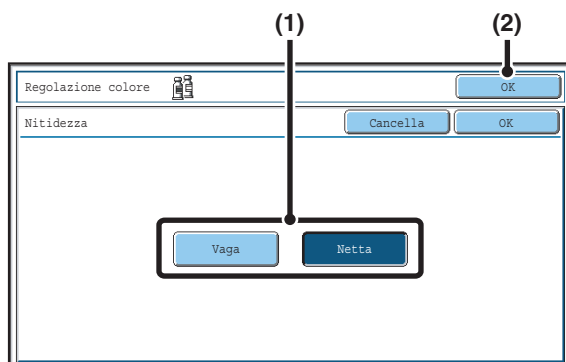 (1) (2)
Regolazione colore OK
Nitidezza Cancella OK
Vaga Netta